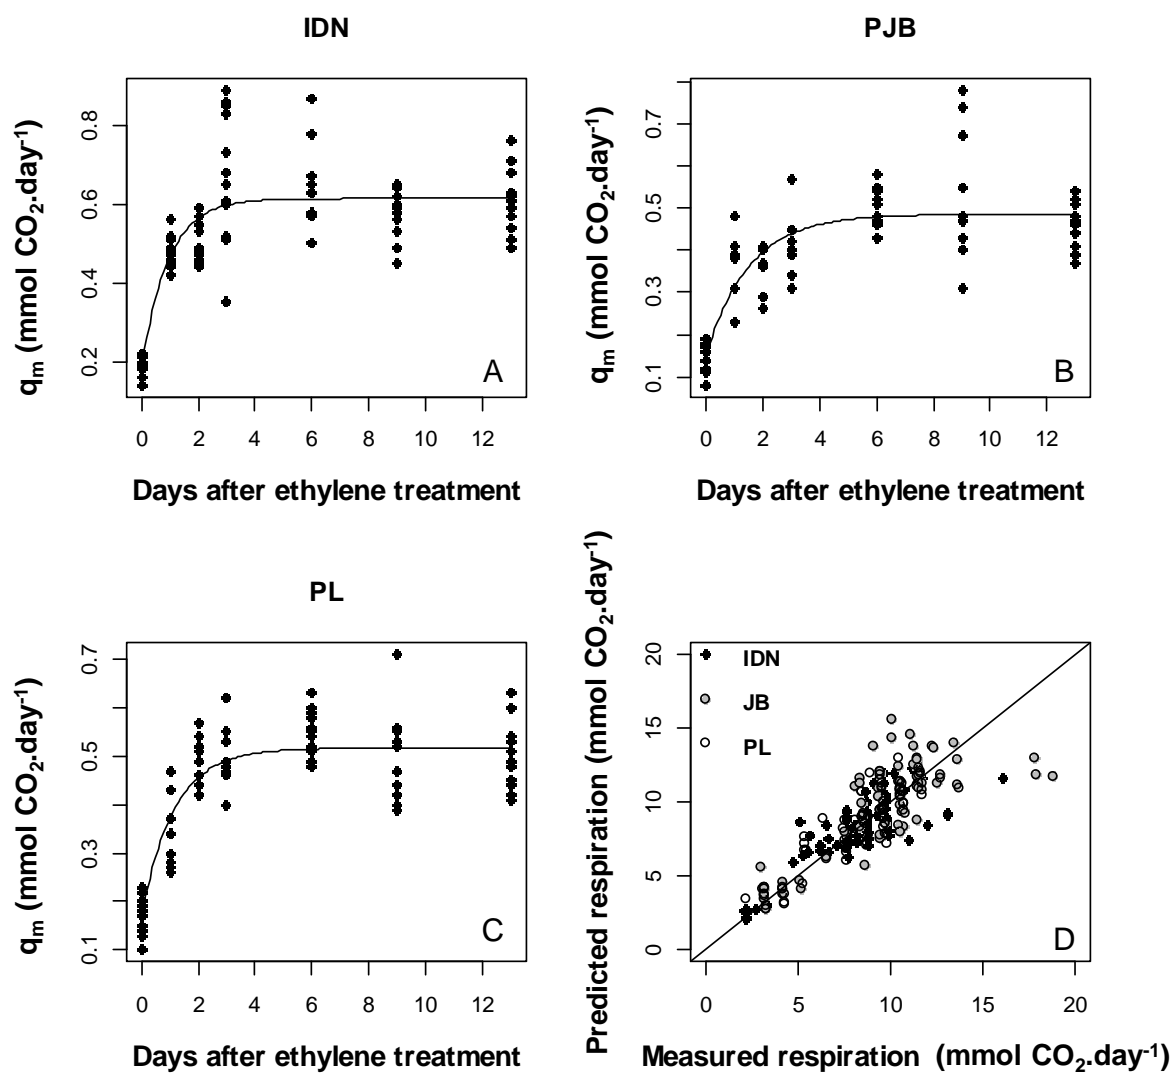 IDN
qm (mmol CO2.day-1)
0.2 0.4 0.6 0.8
A
0 2 4 6 8 10 12
Days after ethylene treatment
PJB
qm (mmol CO2.day-1)
0.1 0.3 0.5 0.7
B
0 2 4 6 8 10 12
Days after ethylene treatment
PL
qm (mmol CO2.day-1)
0.1 0.3 0.5 0.7
C
0 2 4 6 8 10 12
Days after ethylene treatment
Predicted respiration (mmol CO2.day-1)
0 5 10 15 20
IDN
JB
PL
D
0 5 10 15 20
Measured respiration (mmol CO2.day-1)